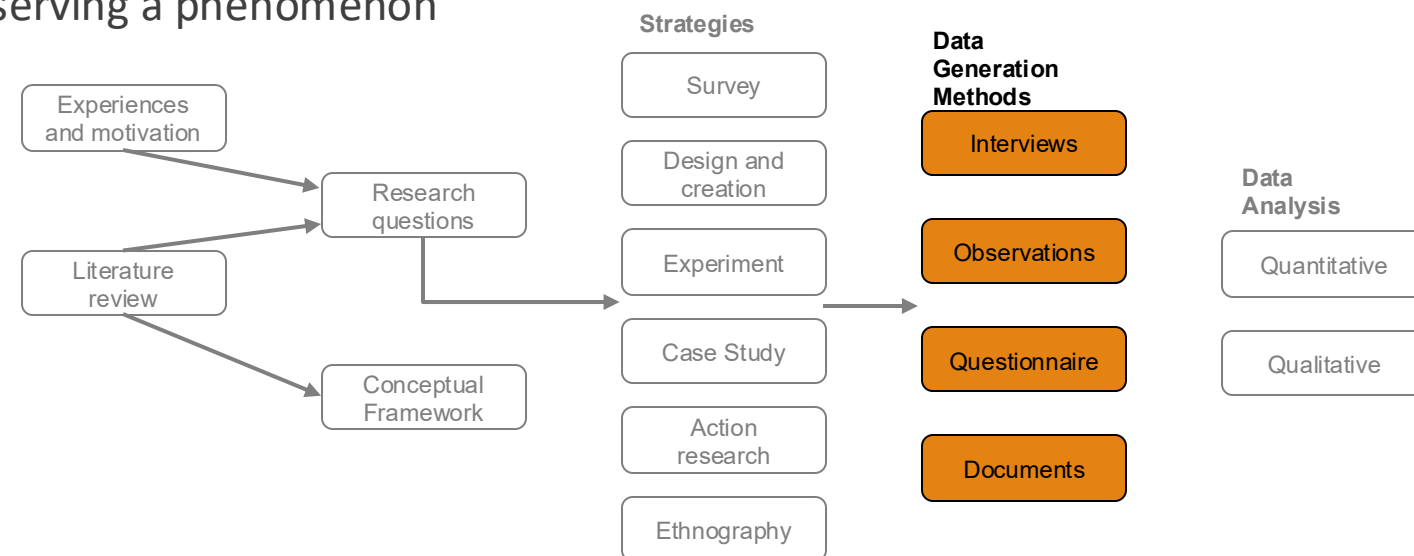 serving a phenomenon
Experiences
and motivation
Literature
review
Research
questions
Conceptual
Framework
Strategies
Survey
Design and
creation
Experiment
Case Study
Action
research
Ethnography
Data
Generation
Methods
Interviews
Observations
Questionnaire
Documents
Data
Analysis
Quantitative
Qualitative